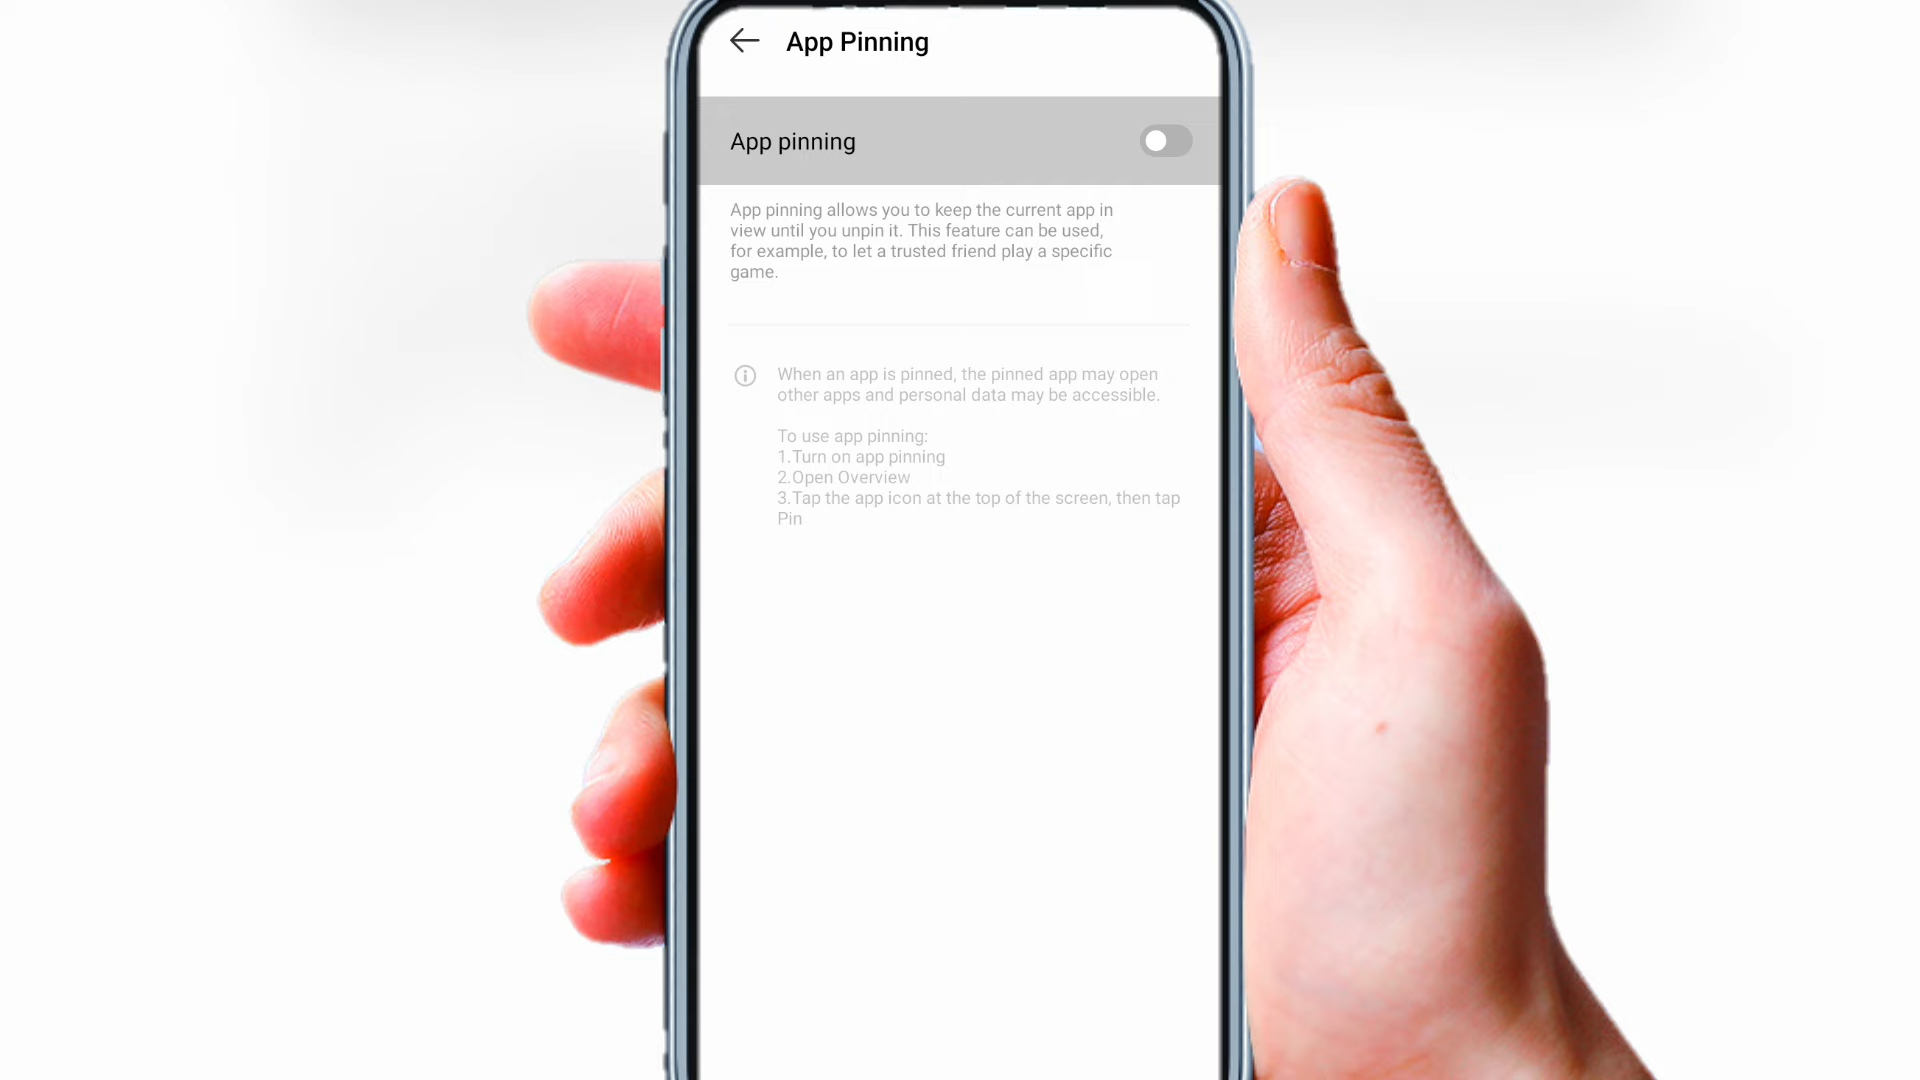 App Pinning
App pinning
App pinning allows you to keep the current app in
view until you unpin it. This feature can be used,
for example, to let a trusted friend play a specific
game.
When an app is pinned, the pinned app may open
other apps and personal data may be accessible.
To use app pinning:
1.Turn on app pinning
2.Open Overview
3.Tap the app icon at the top of the screen, then tap
Pin